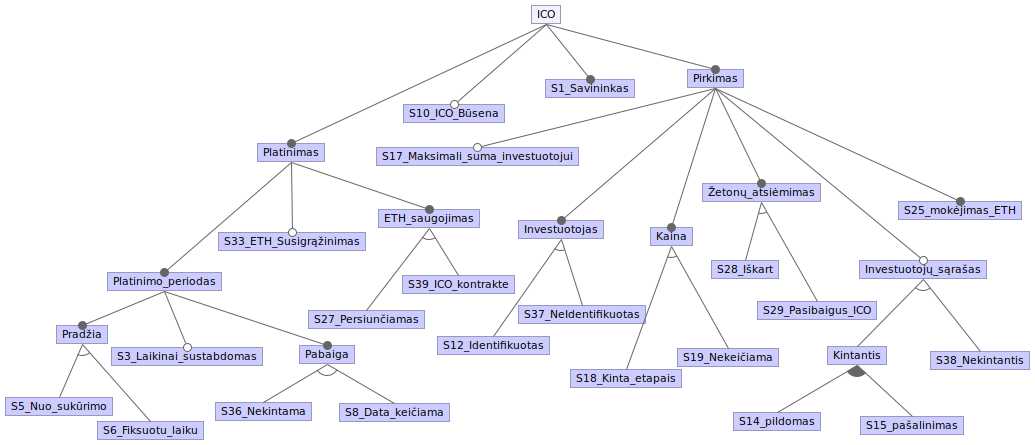 ICO
Pirkimas
S1_Savininkas
S10_ICO_Būsena
Platinimas
S17_Maksimali_suma_investuotojui
Žetonų_atsiėmimas
S25_mokėjimas_ETH
ETH_saugojimas
Investuotojas
Kaina
S33_ETH_Susigrąžinimas
Platinimo_periodas
S28_Iškart
Investuotojų_sąrašas
S39_ICO_kontrakte
S27_Persiunčiamas
S37_NeIdentifikuotas
S29_Pasibaigus_ICO
Pradžia
S3_Laikinai_sustabdomas
Pabaiga
S12_Identifikuotas
S19_Nekeičiama
Kintantis
S38_Nekintantis
S18_Kinta_etapais
S5_Nuo_sukūrimo
S36_Nekintama
S8_Data_keičiama
S6_Fiksuotu_laiku
S14_pildomas
S15_pašalinimas